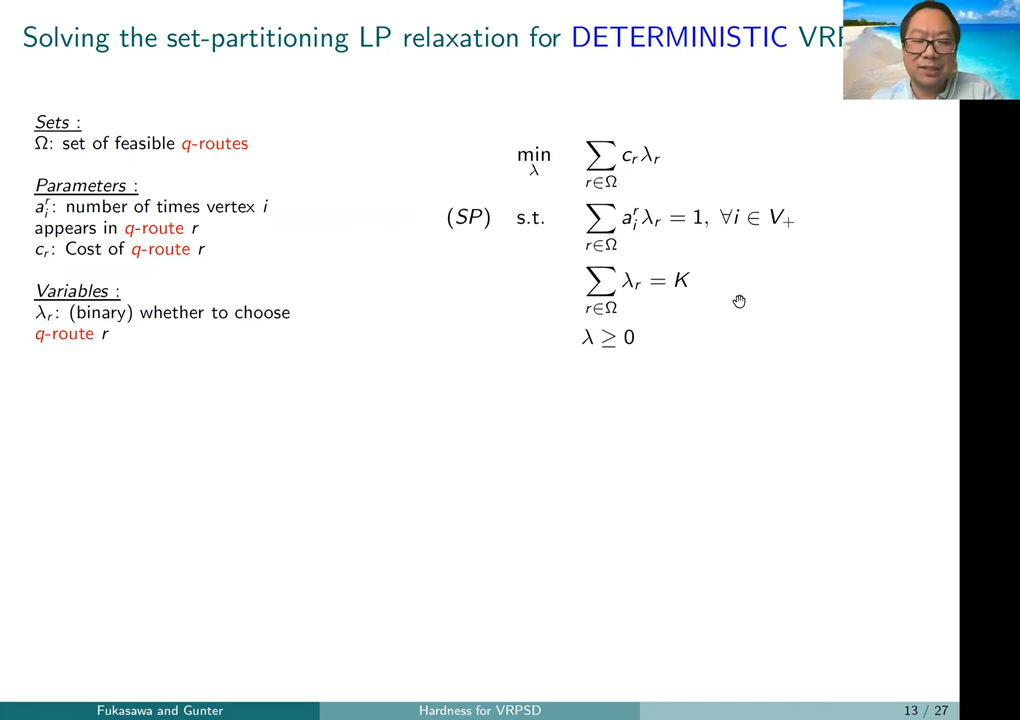 Solving the set-partitioning LP relaxation for DETERMINISTIC VR
Sets :
Ω: set of feasible q-routes
Parameters :
a_i^r: number of times vertex i
appears in q-route r
c_r: Cost of q-route r
Variables :
λ_r: (binary) whether to choose
q-route r
min_λ ∑_{r∈Ω} c_r λ_r
(SP) s.t. ∑_{r∈Ω} a_i^r λ_r = 1, ∀i ∈ V_+
∑_{r∈Ω} λ_r = K
λ ≥ 0
Fukasawa and Gunter
Hardness for VRPSD
13 / 27